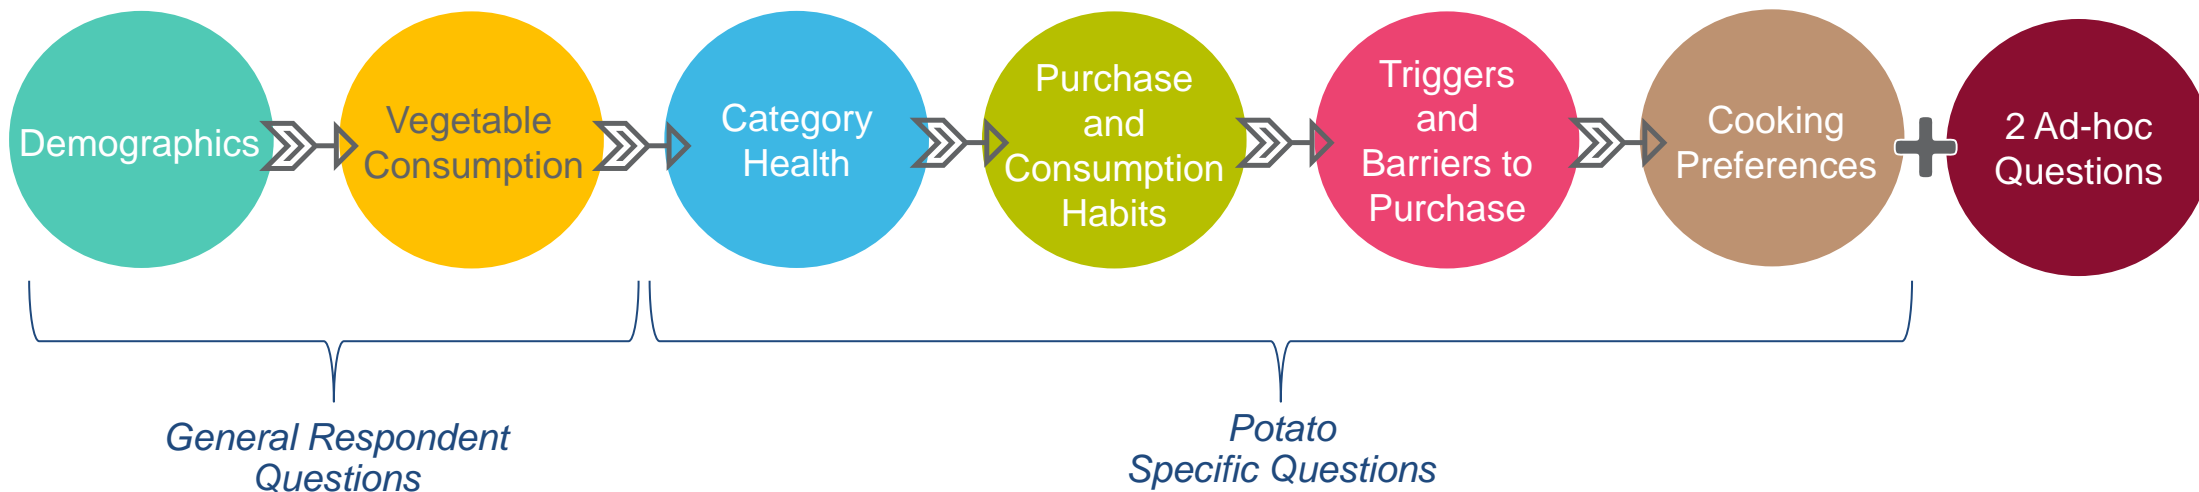 Demographics
Vegetable
Consumption
Category
Health
Purchase
and
Consumption
Habits
Triggers
and
Barriers to
Purchase
Cooking
Preferences
2 Ad-hoc
Questions
General Respondent
Questions
Potato
Specific Questions